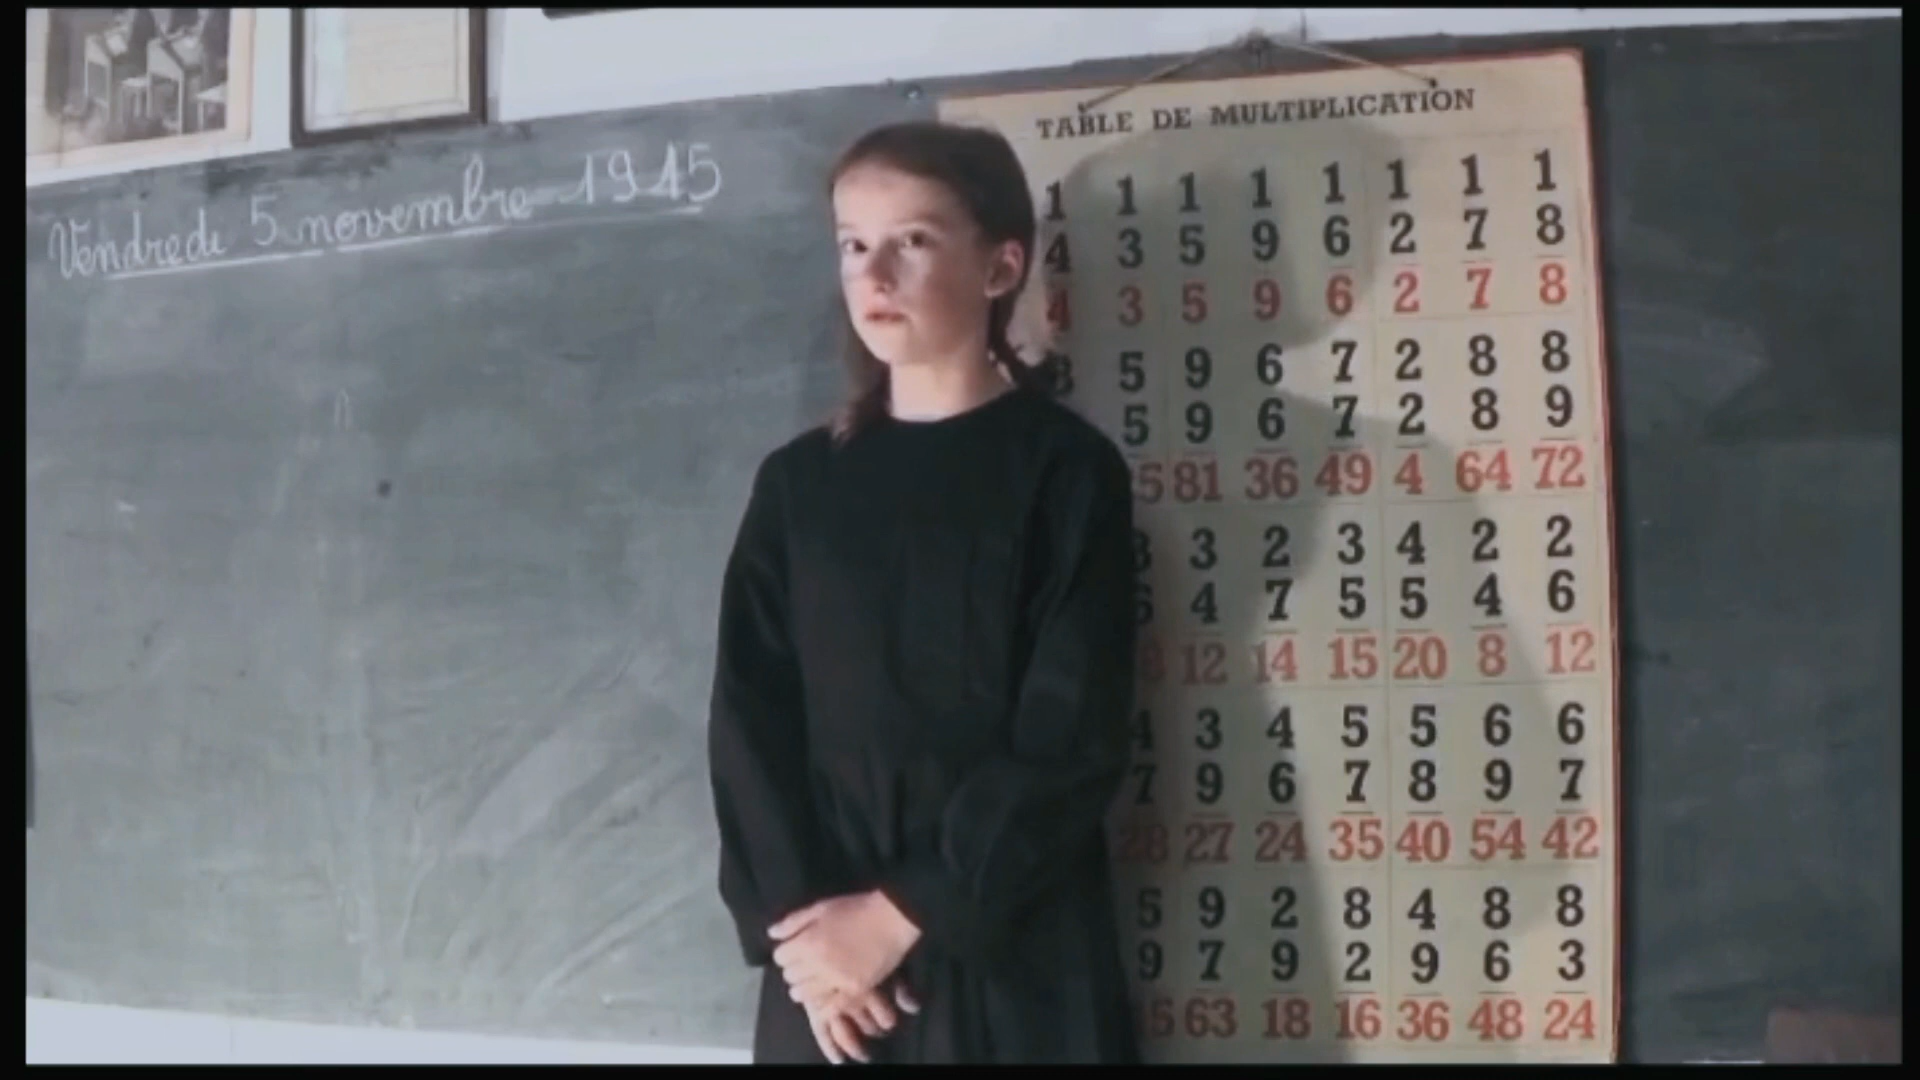 Vendredi 5 novembre 1945
TABLE DE MULTIPLICATION
1 1 1 1 1 1 1 1
4 3 5 9 6 2 7 8
4 3 5 9 6 2 7 8
5 9 6 7 2 8 8
5 9 6 7 2 8 9
81 36 49 4 64 72
3 2 3 4 2 2
4 7 5 5 4 6
12 14 15 20 8 12
4 3 4 5 5 6 6
7 9 6 7 8 9 7
28 27 24 35 40 54 42
5 9 2 8 4 8 8
9 7 9 2 9 6 3
63 18 16 36 48 24